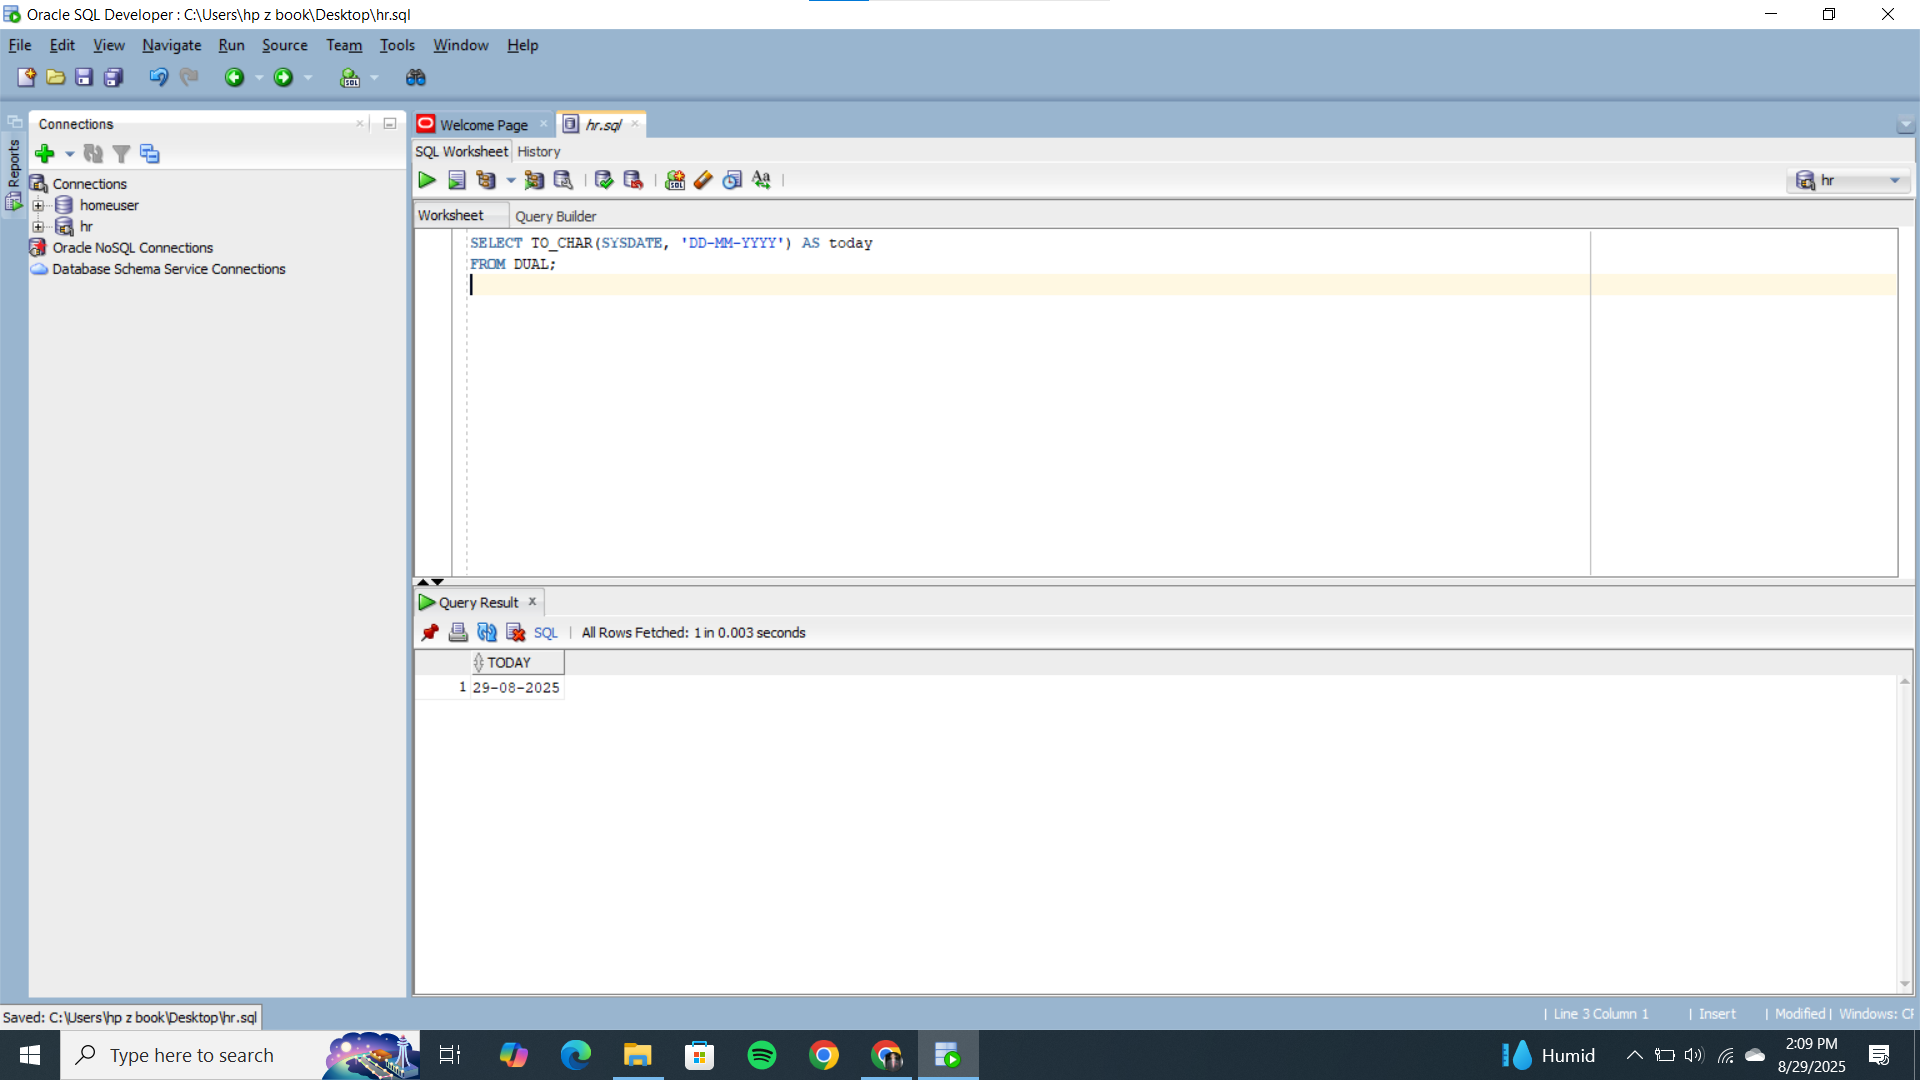 Oracle SQL Developer : C:\Users\hp z book\Desktop\hr.sql
File Edit View Navigate Run Source Team Tools Window Help
Connections
Reports
Connections
homeuser
hr
Oracle NoSQL Connections
Database Schema Service Connections
Welcome Page
hr.sql
SQL Worksheet History
SQL
Aa
hr
Worksheet Query Builder
SELECT TO_CHAR(SYSDATE, 'DD-MM-YYYY') AS today
FROM DUAL;
Query Result
SQL | All Rows Fetched: 1 in 0.003 seconds
TODAY
1 29-08-2025
Saved: C:\Users\hp z book\Desktop\hr.sql
| Line 3 Column 1 | Insert | Modified | Windows: CF
Type here to search
Humid
2:09 PM
8/29/2025